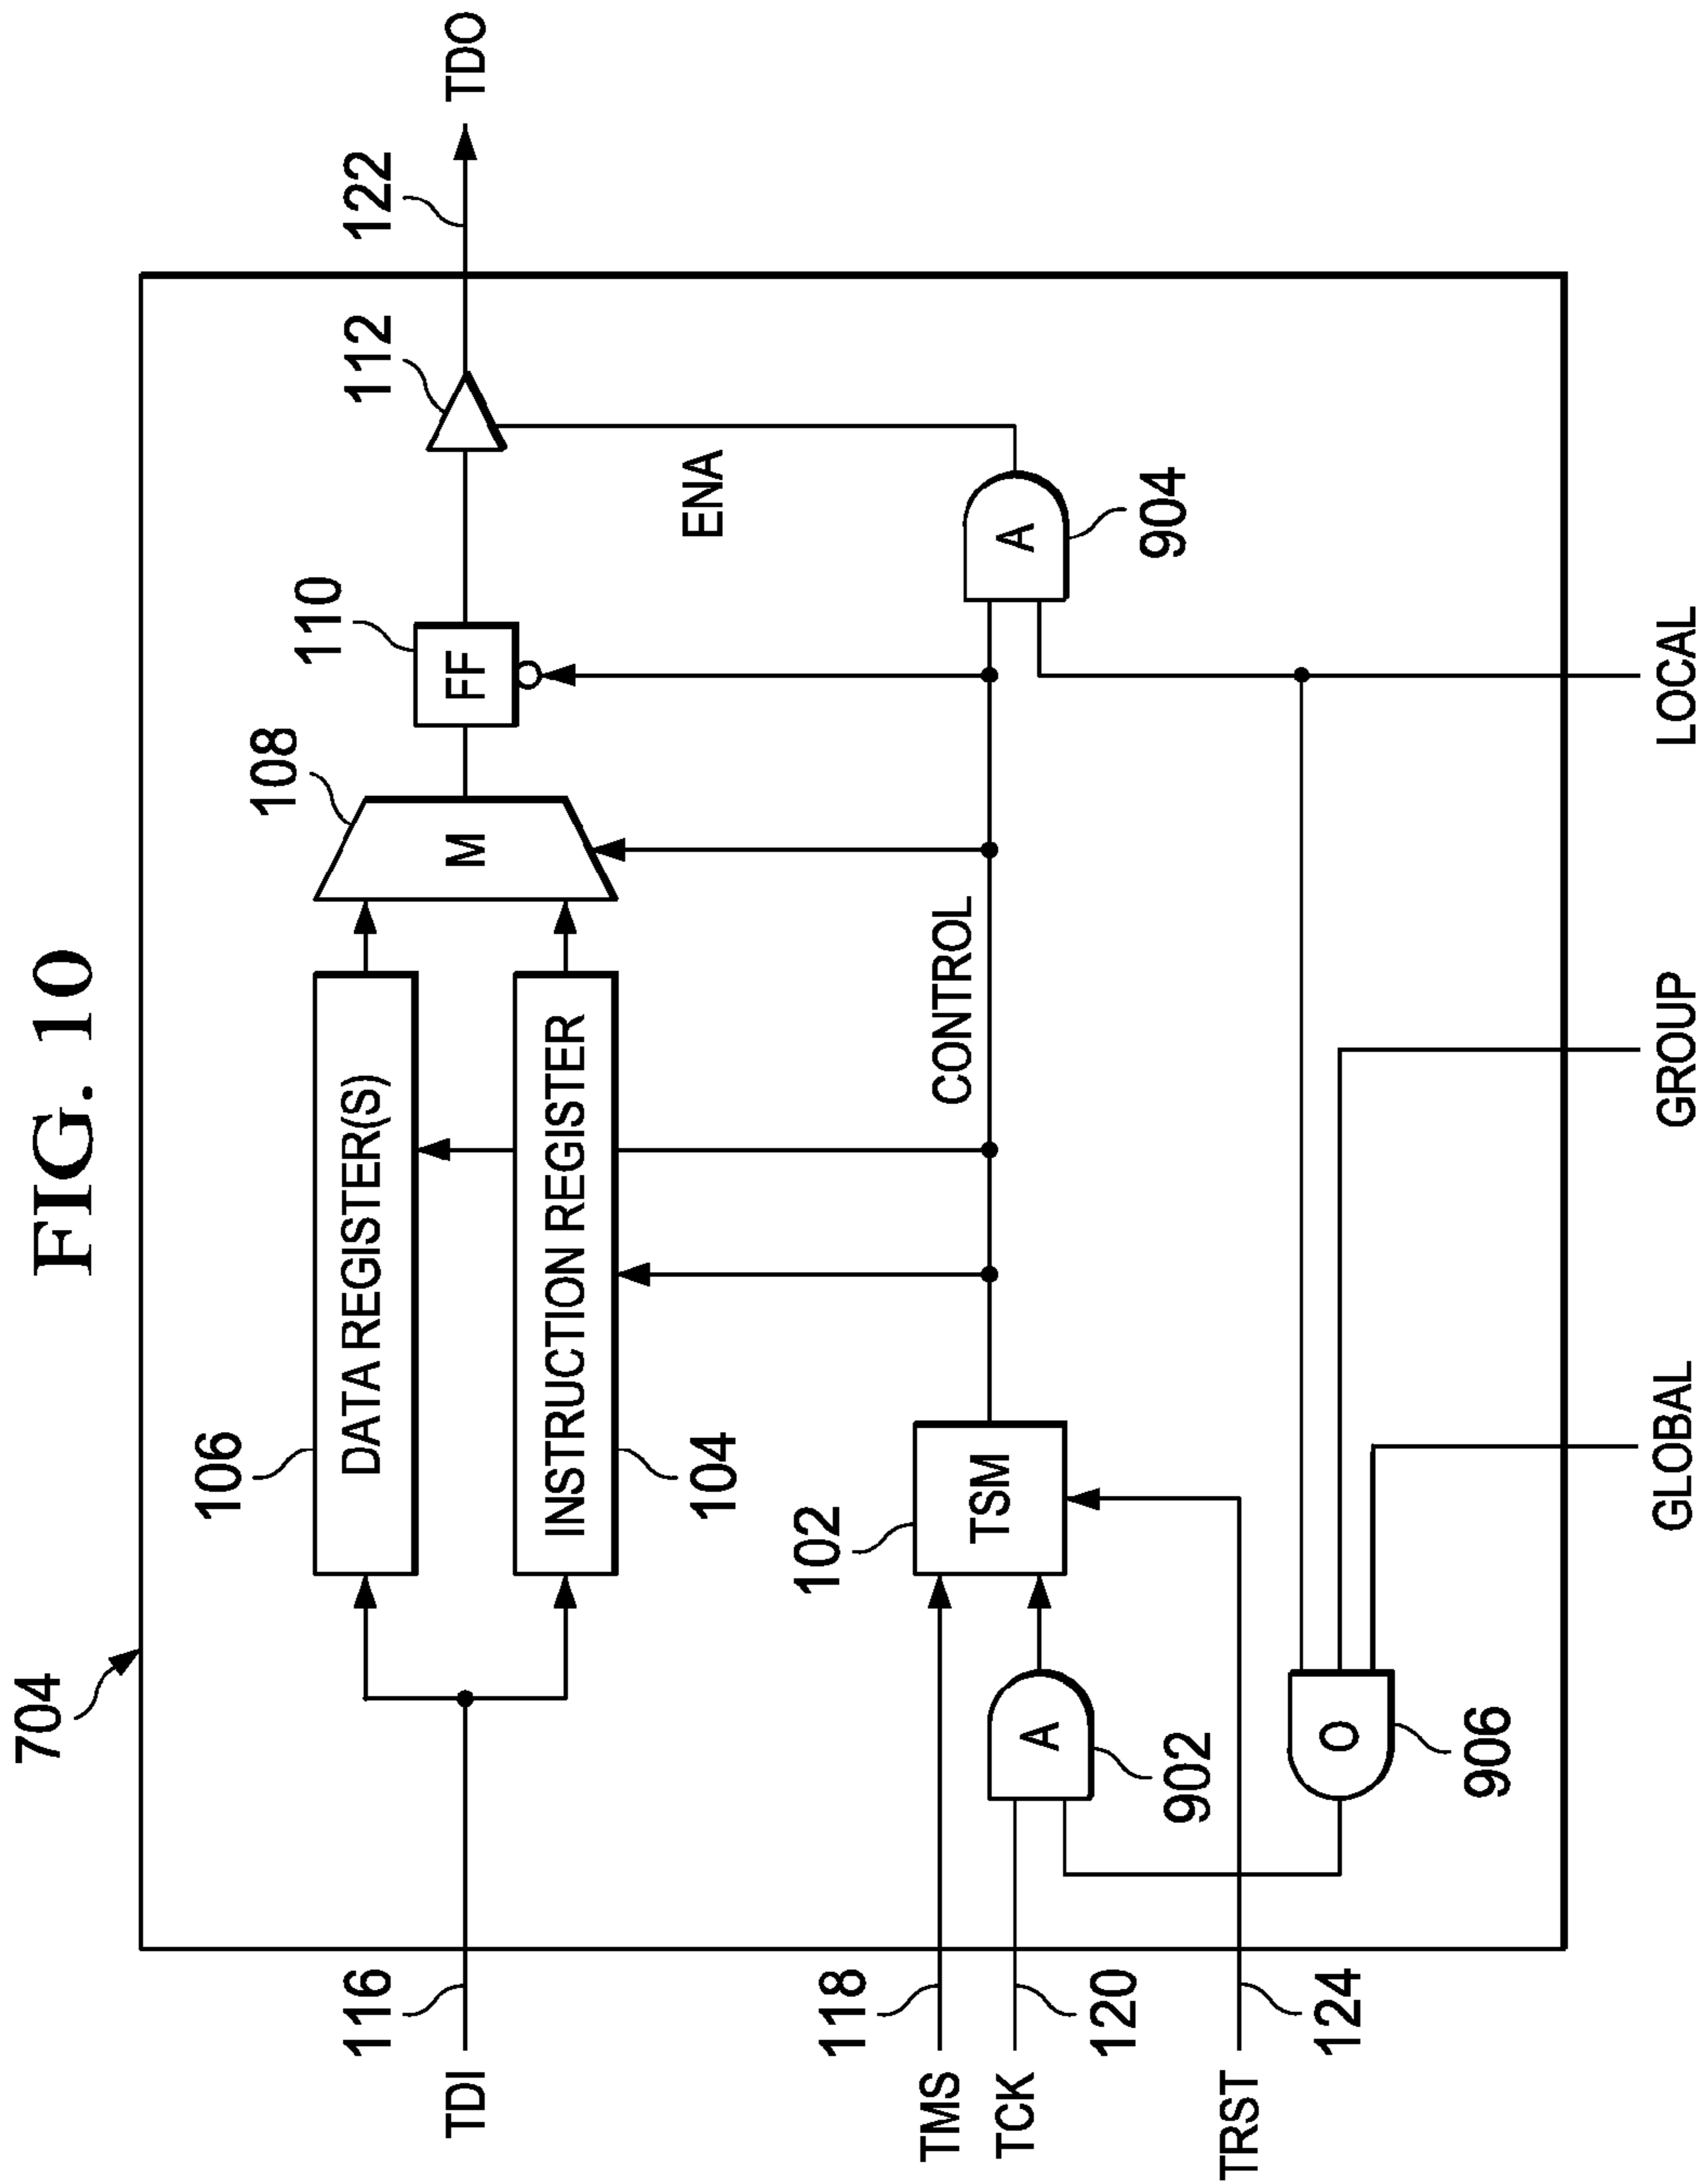 FIG. 10
704
106
DATA REGISTER(S)
108
M
110
FF
112
122
TDO
116
TDI
INSTRUCTION REGISTER
104
ENA
CONTROL
102
TSM
A
904
118
TMS
TCK
120
A
902
TRST
124
O
906
GLOBAL
GROUP
LOCAL